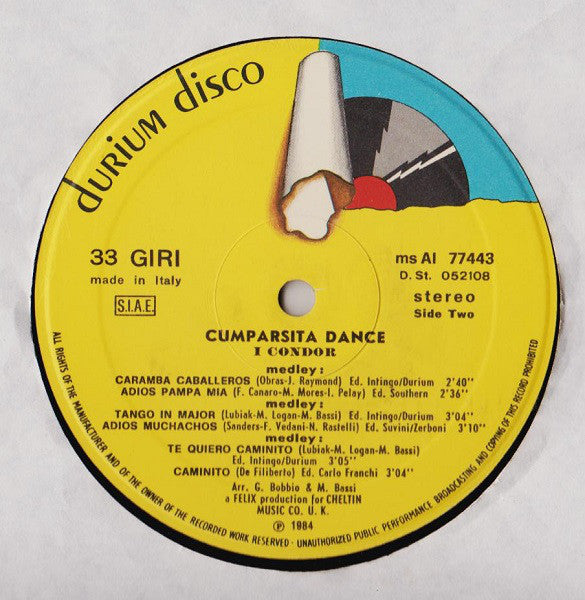 durium disco
33 GIRI
made in Italy
S.I.A.E.
ms Al 77443
D. St. 052108
stereo
Side Two
CUMPARSITA DANCE
I CONDOR
medley:
CARAMBA CABALLEROS (Obras-J. Raymond) Ed. Intingo/Durium 2'40"
ADIOS PAMPA MIA (F. Canaro-M. Mores-I. Pelay) Ed. Southern 2'36"
medley:
TANGO IN MAJOR (Lubiak-M. Logan-M. Bassi) Ed. Intingo/Durium 3'04"
ADIOS MUCHACHOS (Sanders-F. Vedani-N. Rastelli) Ed. Suvini/Zerboni 3'10"
medley:
TE QUIERO CAMINITO (Lubiak-M. Logan-M. Bassi)
Ed. Intingo/Durium 3'05"
CAMINITO (De Filiberto) Ed. Carlo Franchi 3'04"
Arr. G. Bobbio & M. Bassi
a FELIX production for CHELTIN
MUSIC CO. U. K.
℗ 1984
ALL RIGHTS OF THE MANUFACTURER AND OF THE OWNER OF THE RECORDED WORK RESERVED - UNAUTHORIZED PUBLIC PERFORMANCE BROADCASTING AND COPYING OF THIS RECORD PROHIBITED